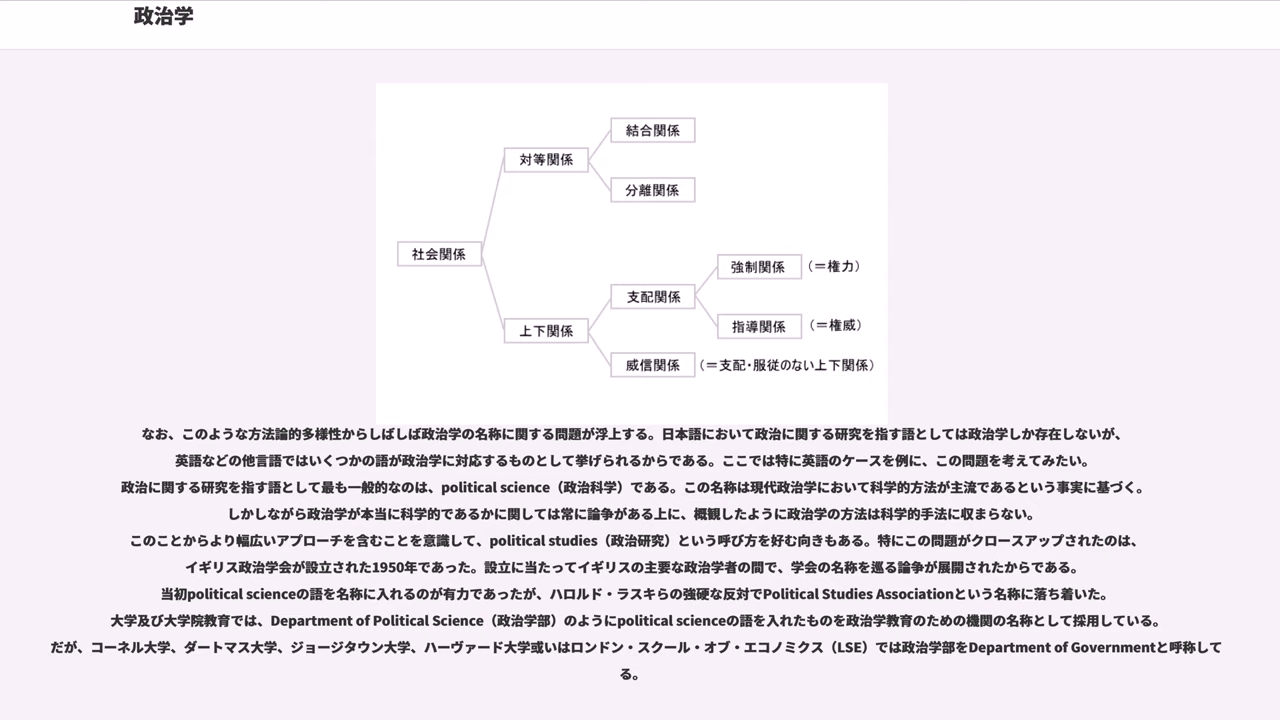 政治学
結合関係
対等関係
分離関係
社会関係
強制関係 (＝権力)
支配関係
指導関係 (＝権威)
上下関係
威信関係 (＝支配・服従のない上下関係)
なお、このような方法論的多様性からしばしば政治学の名称に関する問題が浮上する。日本語において政治に関する研究を指す語としては政治学しか存在しないが、
英語などの他言語ではいくつかの語が政治学に対応するものとして挙げられるからである。ここでは特に英語のケースを例に、この問題を考えてみたい。
政治に関する研究を指す語として最も一般的なのは、political science（政治科学）である。この名称は現代政治学において科学的方法が主流であるという事実に基づく。
しかしながら政治学が本当に科学的であるかに関しては常に論争がある上に、概観したように政治学の方法は科学的手法に収まらない。
このことからより幅広いアプローチを含むことを意識して、political studies（政治研究）という呼び方を好む向きもある。特にこの問題がクロースアップされたのは、
イギリス政治学会が設立された1950年であった。設立に当たってイギリスの主要な政治学者の間で、学会の名称を巡る論争が展開されたからである。
当初political scienceの語を名称に入れるのが有力であったが、ハロルド・ラスキらの強硬な反対でPolitical Studies Associationという名称に落ち着いた。
大学及び大学院教育では、Department of Political Science（政治学部）のようにpolitical scienceの語を入れたものを政治学教育のための機関の名称として採用している。
だが、コーネル大学、ダートマス大学、ジョージタウン大学、ハーヴァード大学或いはロンドン・スクール・オブ・エコノミクス（LSE）では政治学部をDepartment of Governmentと呼称して
る。